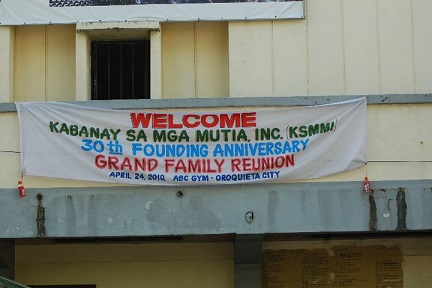 WELCOME
KABANAY SA MGA MUTIA, INC. (KSMMI)
30th FOUNDING ANNIVERSARY
GRAND FAMILY REUNION
APRIL 24, 2010, ABC GYM - OROQUIETA CITY